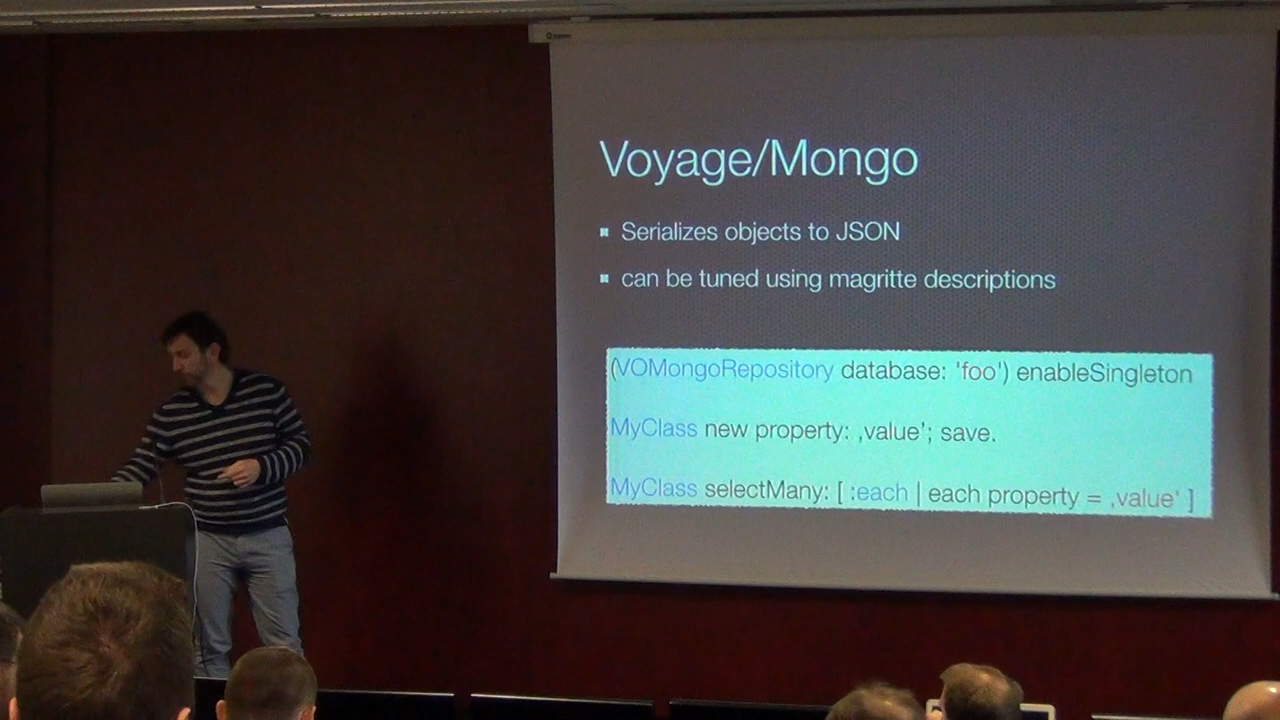 Voyage/Mongo
Serializes objects to JSON
can be tuned using magritte descriptions
(VOMongoRepository database: 'foo') enableSingleton
MyClass new property: ‚value'; save.
MyClass selectMany: [ :each | each property = ‚value' ]